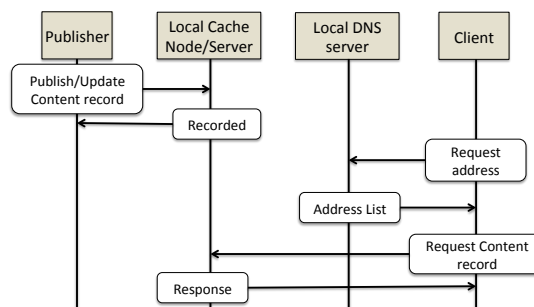 Publisher
Local Cache
Node/Server
Local DNS
server
Client
Publish/Update
Content record
Recorded
Request
address
Address List
Request Content
record
Response